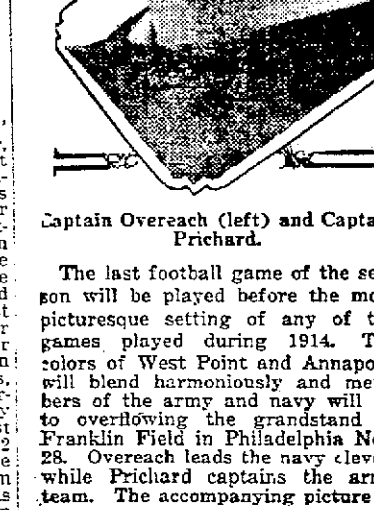 Captain Overeach (left) and Capta
Prichard.
The last football game of the se
son will be played before the mo
picturesque setting of any of t
games played during 1914. T
colors of West Point and Annapo
will blend harmoniously and me
bers of the army and navy will
to overflowing the grandstand
Franklin Field in Philadelphia N
28. Overeach leads the navy eleve
while Prichard captains the ar
team. The accompanying picture